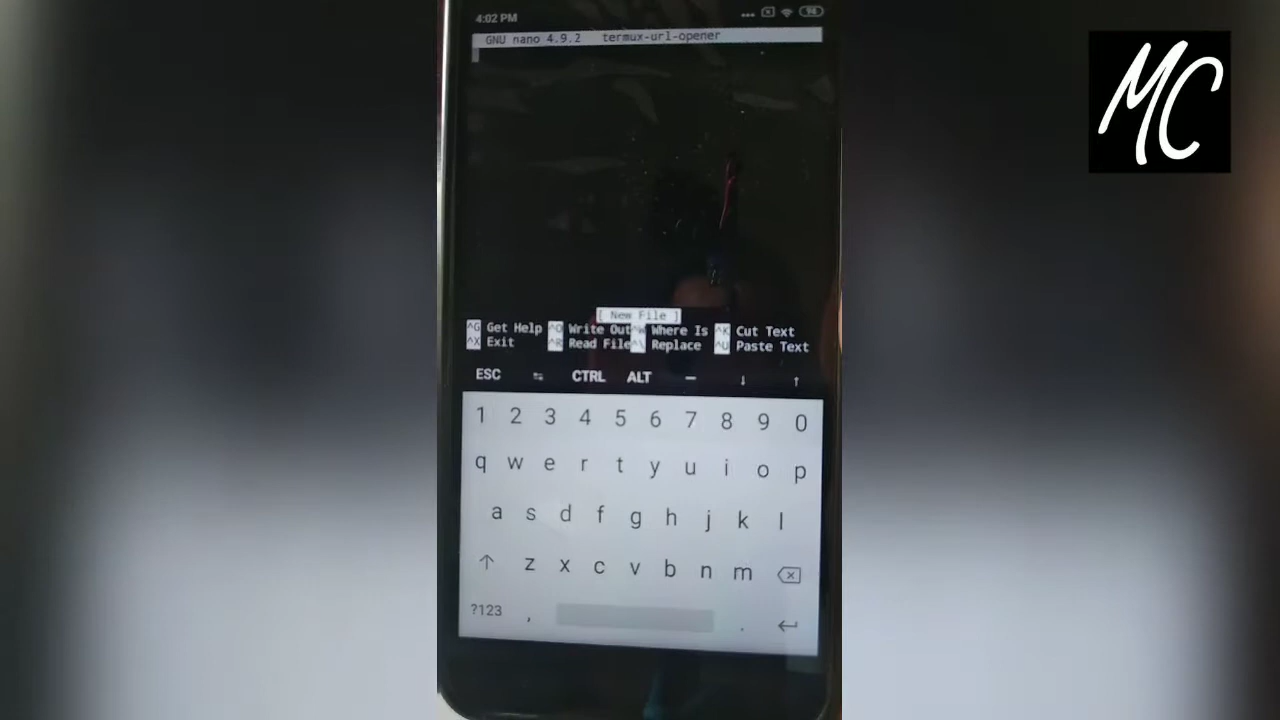 4:02 PM ••• 94
GNU nano 4.9.2 termux-url-opener
MC
[ New File ]
^G Get Help ^O Write Out ^W Where Is ^K Cut Text
^X Exit ^R Read File ^\ Replace ^U Paste Text
ESC ⇆ CTRL ALT — ↓ ↑
1 2 3 4 5 6 7 8 9 0
q w e r t y u i o p
a s d f g h j k l
z x c v b n m
?123 , .